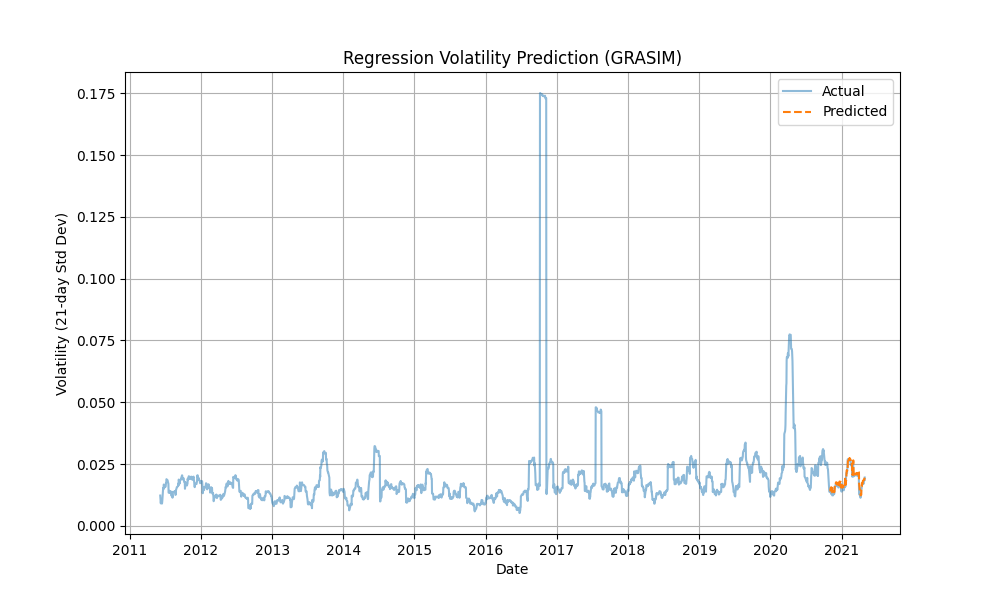 Regression Volatility Prediction (GRASIM)
Actual
Predicted
Volatility (21-day Std Dev)
0.175
0.150
0.125
0.100
0.075
0.050
0.025
0.000
2011 2012 2013 2014 2015 2016 2017 2018 2019 2020 2021
Date